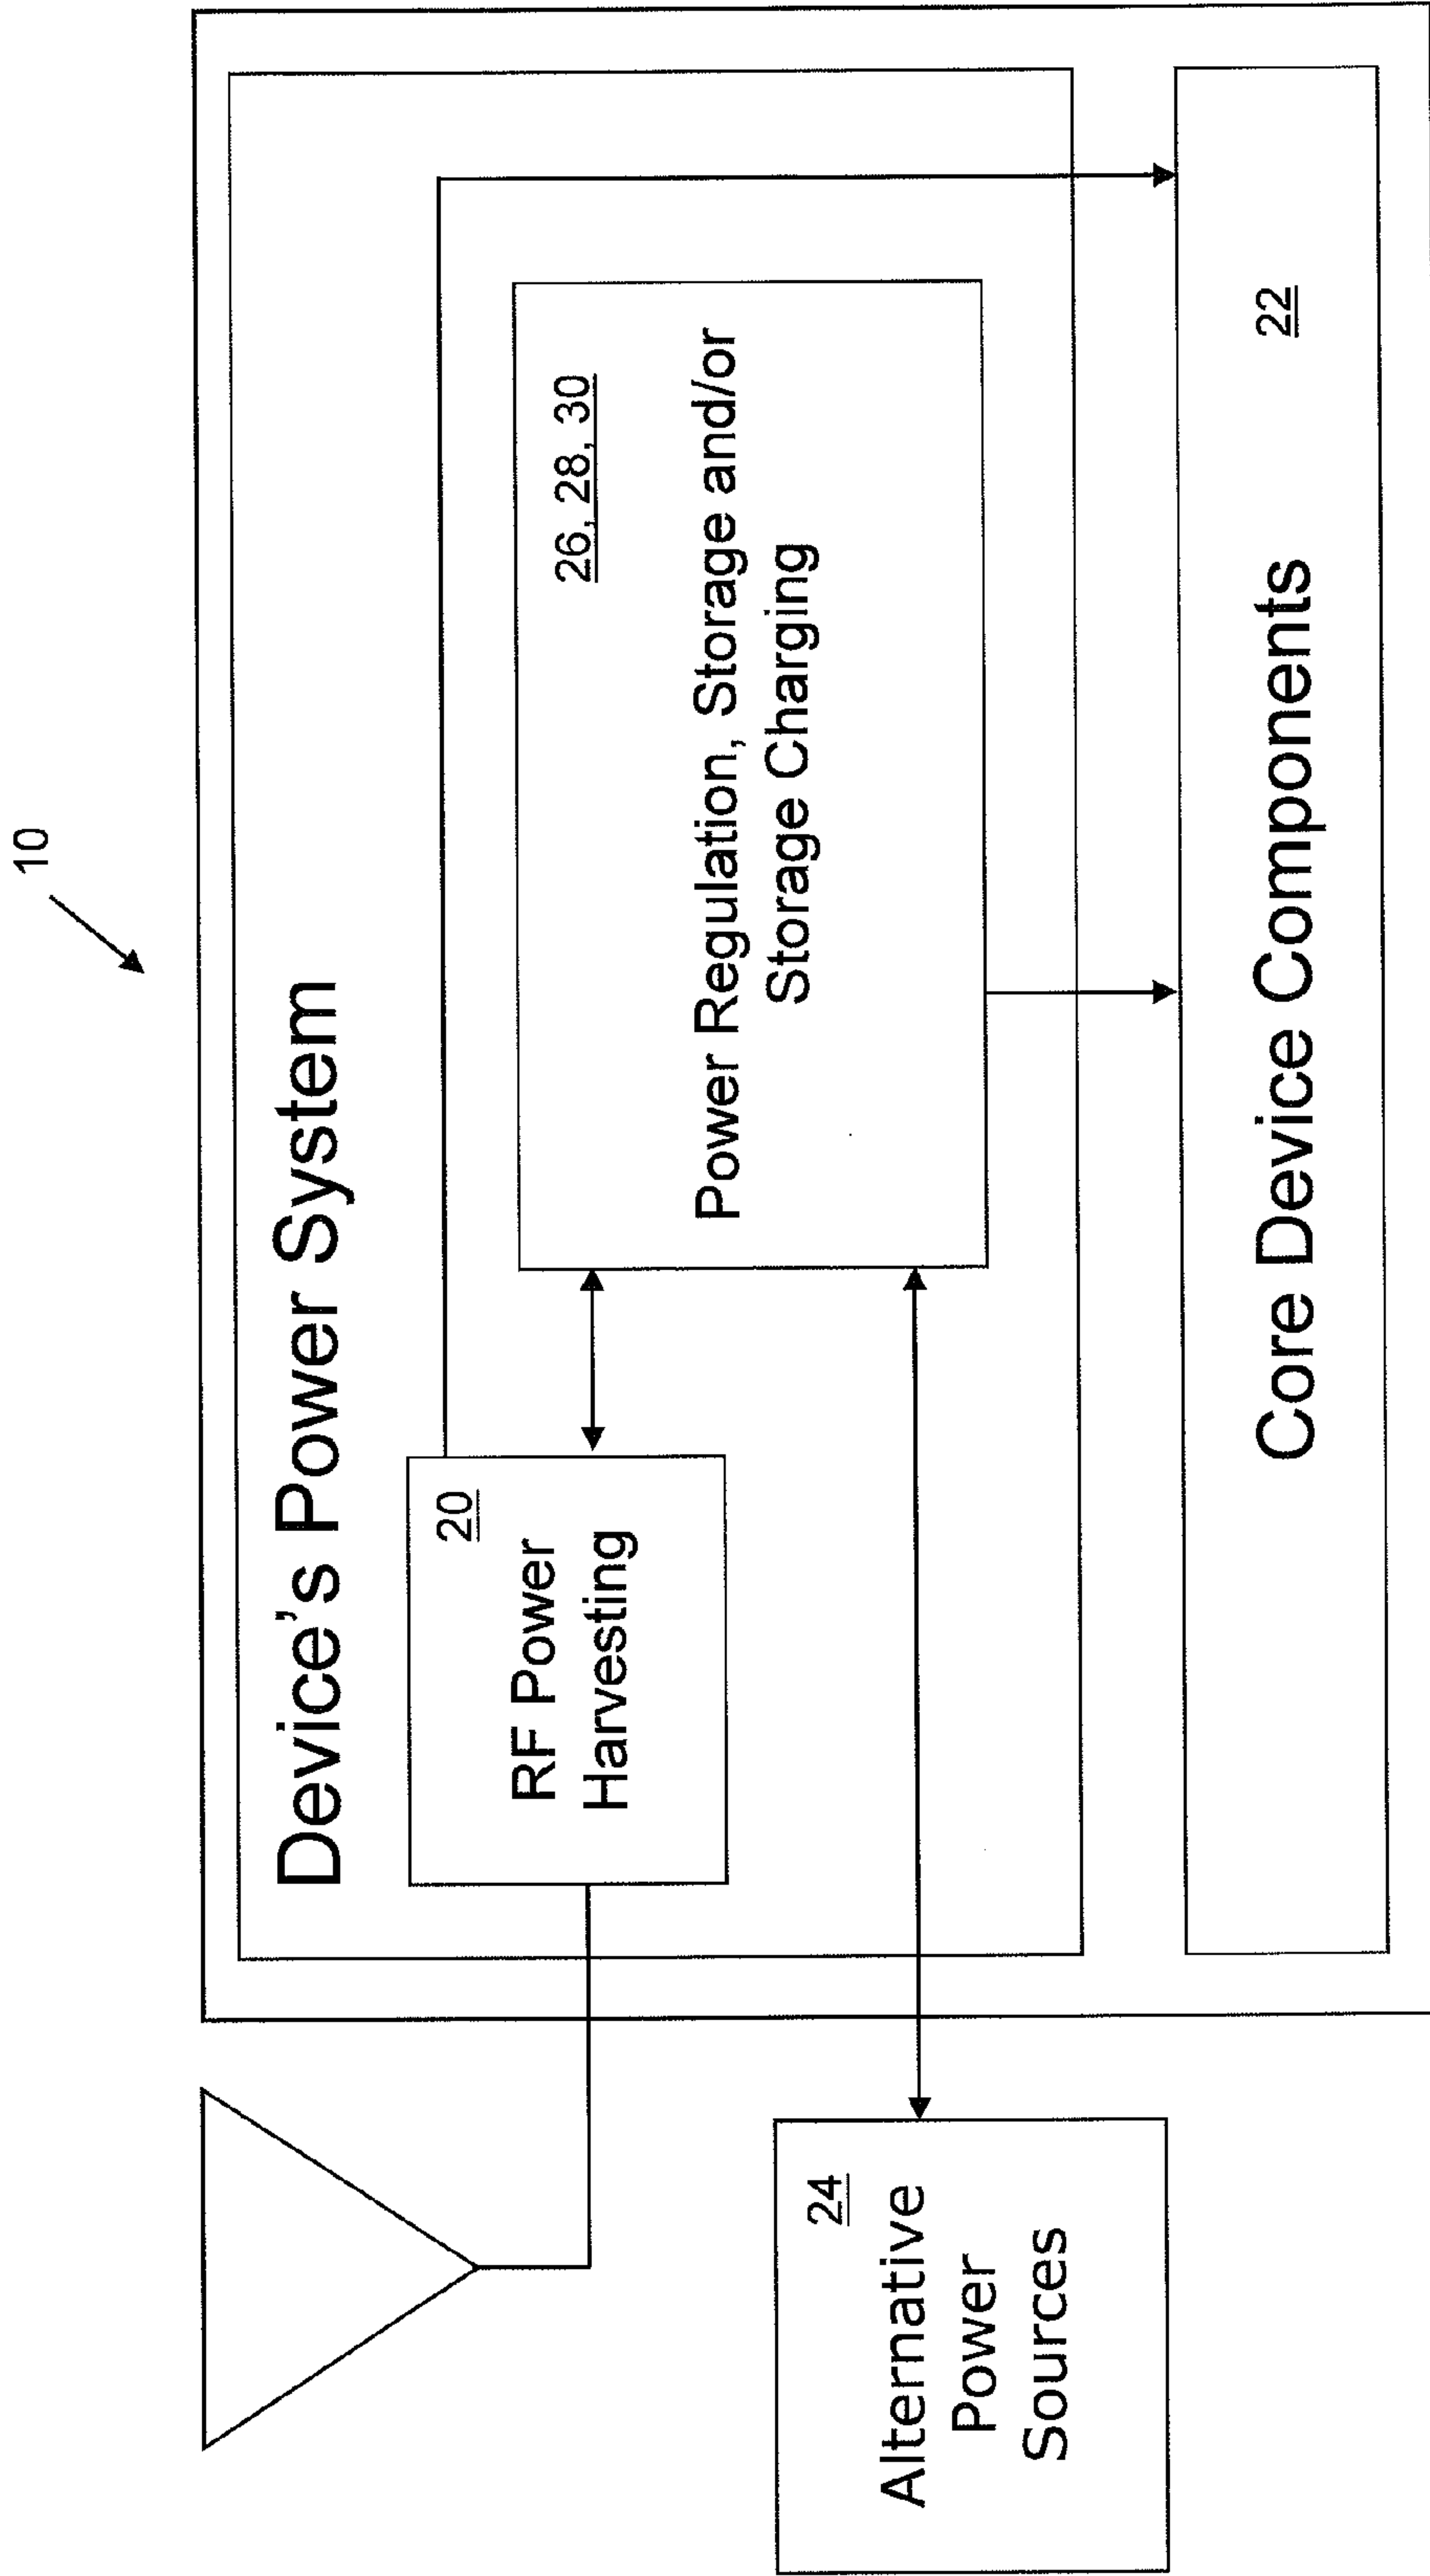 10
Device's Power System
20
RF Power
Harvesting
26, 28, 30
Power Regulation, Storage and/or
Storage Charging
24
Alternative
Power
Sources
Core Device Components
22